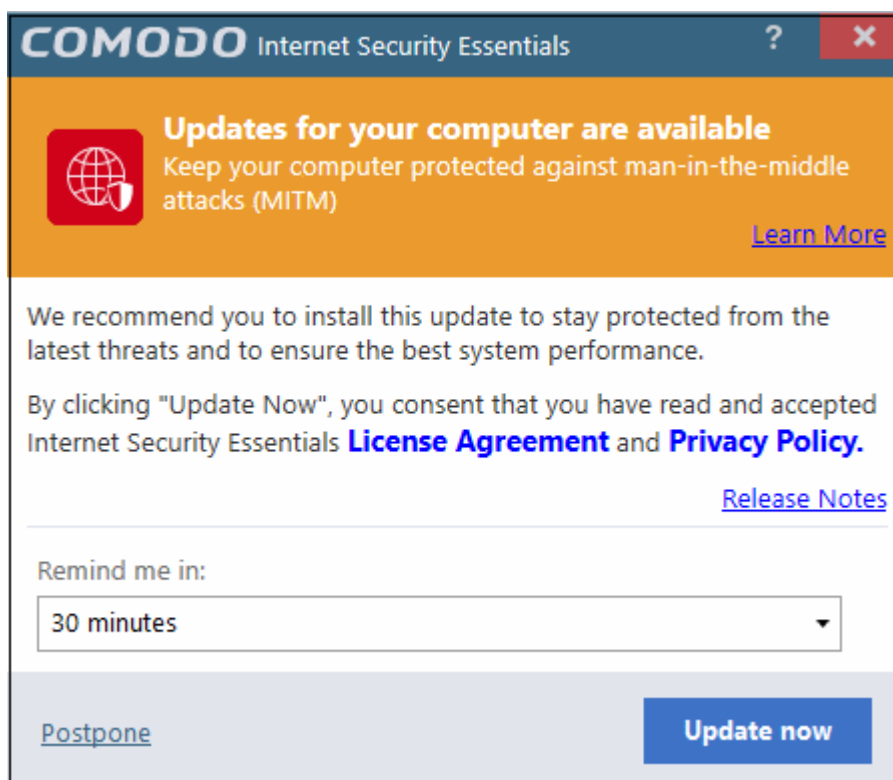 COMODO Internet Security Essentials ?
Updates for your computer are available
Keep your computer protected against man-in-the-middle
attacks (MITM)
Learn More
We recommend you to install this update to stay protected from the
latest threats and to ensure the best system performance.
By clicking "Update Now", you consent that you have read and accepted
Internet Security Essentials License Agreement and Privacy Policy.
Release Notes
Remind me in:
30 minutes
Postpone
Update now